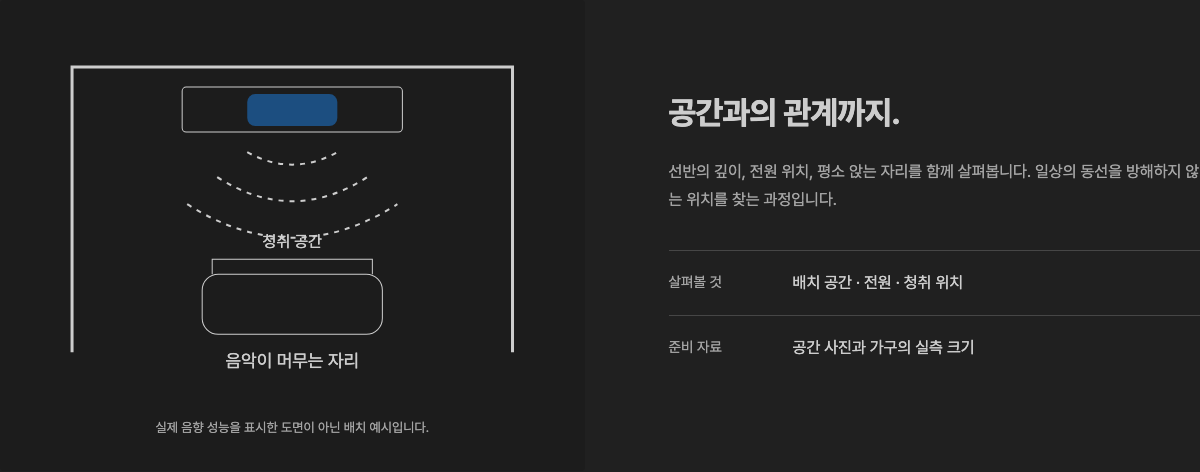 청취 공간
음악이 머무는 자리
실제 음향 성능을 표시한 도면이 아닌 배치 예시입니다.
공간과의 관계까지.
선반의 깊이, 전원 위치, 평소 앉는 자리를 함께 살펴봅니다. 일상의 동선을 방해하지 않
는 위치를 찾는 과정입니다.
살펴볼 것
배치 공간 · 전원 · 청취 위치
준비 자료
공간 사진과 가구의 실측 크기